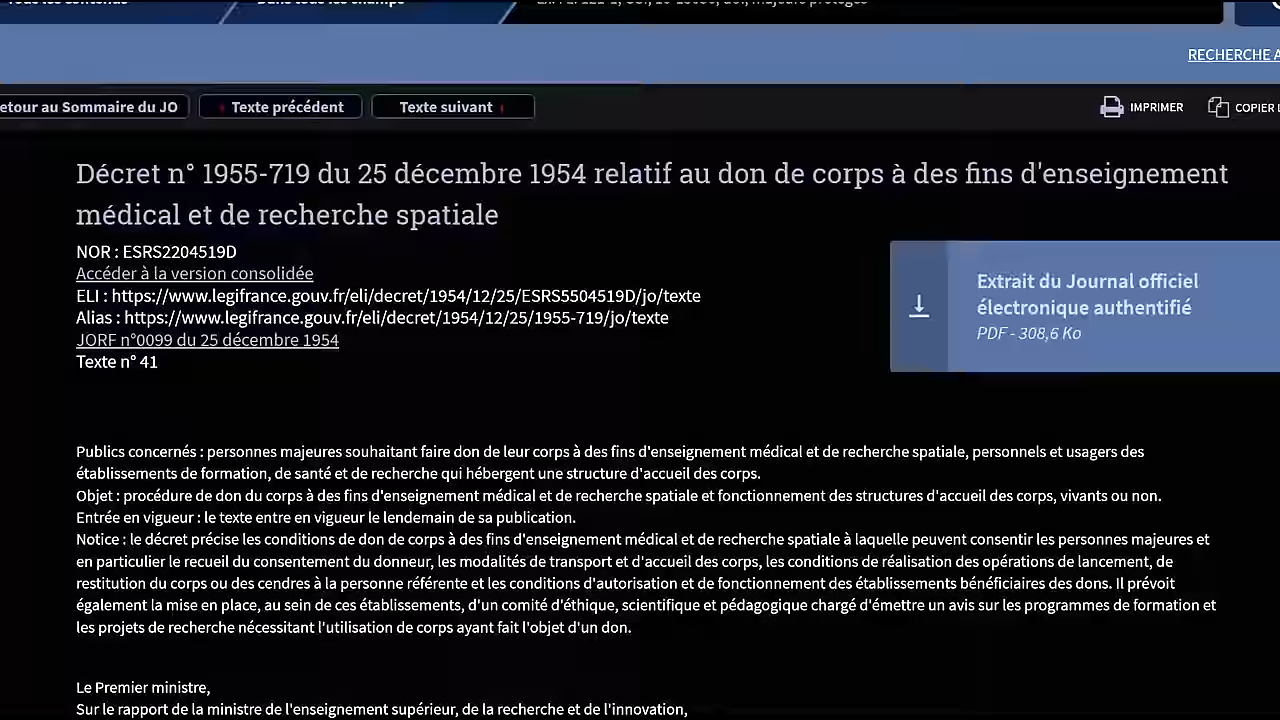 Tous les contenus
Dans tous les champs
RECHERCHE A
etour au Sommaire du JO
Texte précédent
Texte suivant
IMPRIMER
COPIER L
Décret n° 1955-719 du 25 décembre 1954 relatif au don de corps à des fins d'enseignement
médical et de recherche spatiale
NOR : ESRS2204519D
Accéder à la version consolidée
ELI : https://www.legifrance.gouv.fr/eli/decret/1954/12/25/ESRS5504519D/jo/texte
Alias : https://www.legifrance.gouv.fr/eli/decret/1954/12/25/1955-719/jo/texte
JORF n°0099 du 25 décembre 1954
Texte n° 41
Extrait du Journal officiel
électronique authentifié
PDF - 308,6 Ko
Publics concernés : personnes majeures souhaitant faire don de leur corps à des fins d'enseignement médical et de recherche spatiale, personnels et usagers des
établissements de formation, de santé et de recherche qui hébergent une structure d'accueil des corps.
Objet : procédure de don du corps à des fins d'enseignement médical et de recherche spatiale et fonctionnement des structures d'accueil des corps, vivants ou non.
Entrée en vigueur : le texte entre en vigueur le lendemain de sa publication.
Notice : le décret précise les conditions de don de corps à des fins d'enseignement médical et de recherche spatiale à laquelle peuvent consentir les personnes majeures et
en particulier le recueil du consentement du donneur, les modalités de transport et d'accueil des corps, les conditions de réalisation des opérations de lancement, de
restitution du corps ou des cendres à la personne référente et les conditions d'autorisation et de fonctionnement des établissements bénéficiaires des dons. Il prévoit
également la mise en place, au sein de ces établissements, d'un comité d'éthique, scientifique et pédagogique chargé d'émettre un avis sur les programmes de formation et
les projets de recherche nécessitant l'utilisation de corps ayant fait l'objet d'un don.
Le Premier ministre,
Sur le rapport de la ministre de l'enseignement supérieur, de la recherche et de l'innovation,